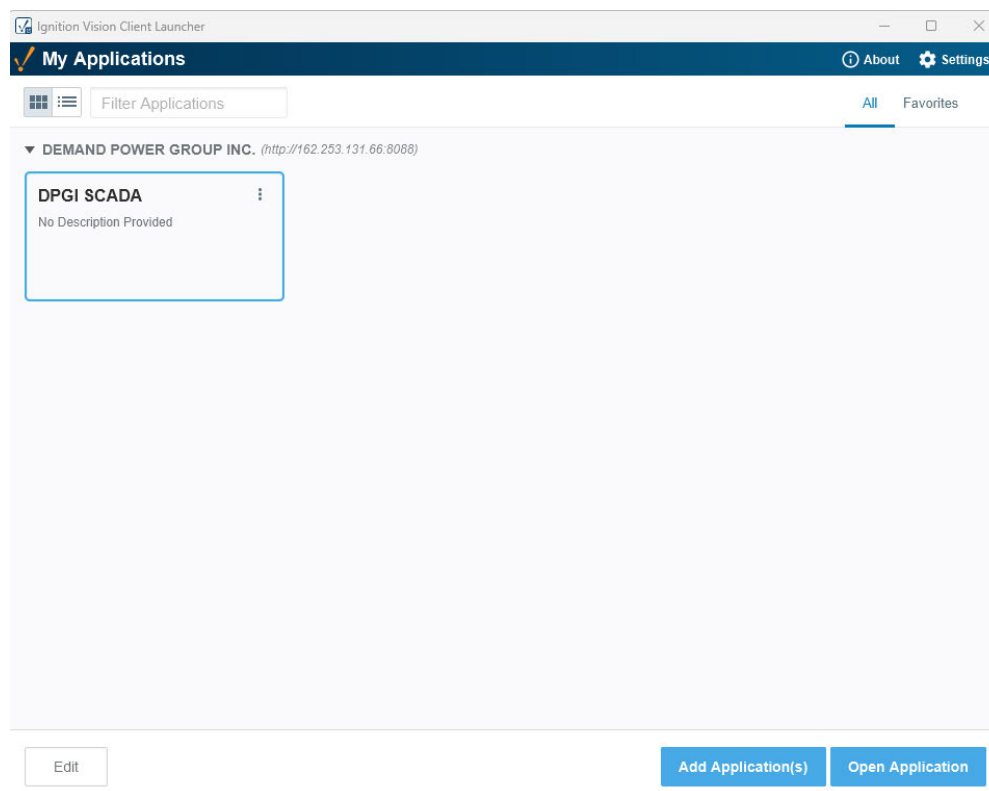 Ignition Vision Client Launcher
My Applications
About
Settings
Filter Applications
All
Favorites
DEMAND POWER GROUP INC. (http://162.253.131.66:8088)
DPGI SCADA
No Description Provided
Edit
Add Application(s)
Open Application